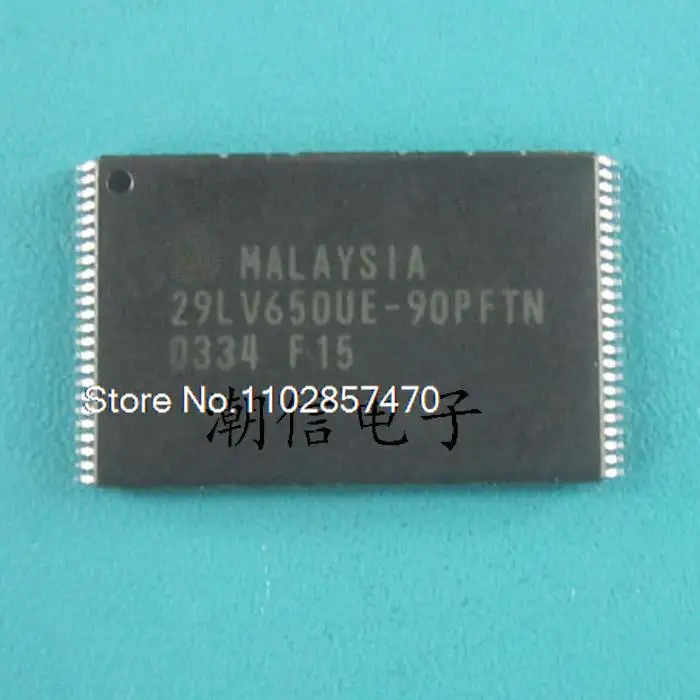 MALAYSIA
29LV650UE-90PFTN
0334 F15
Store No:1102857470
潮信电子